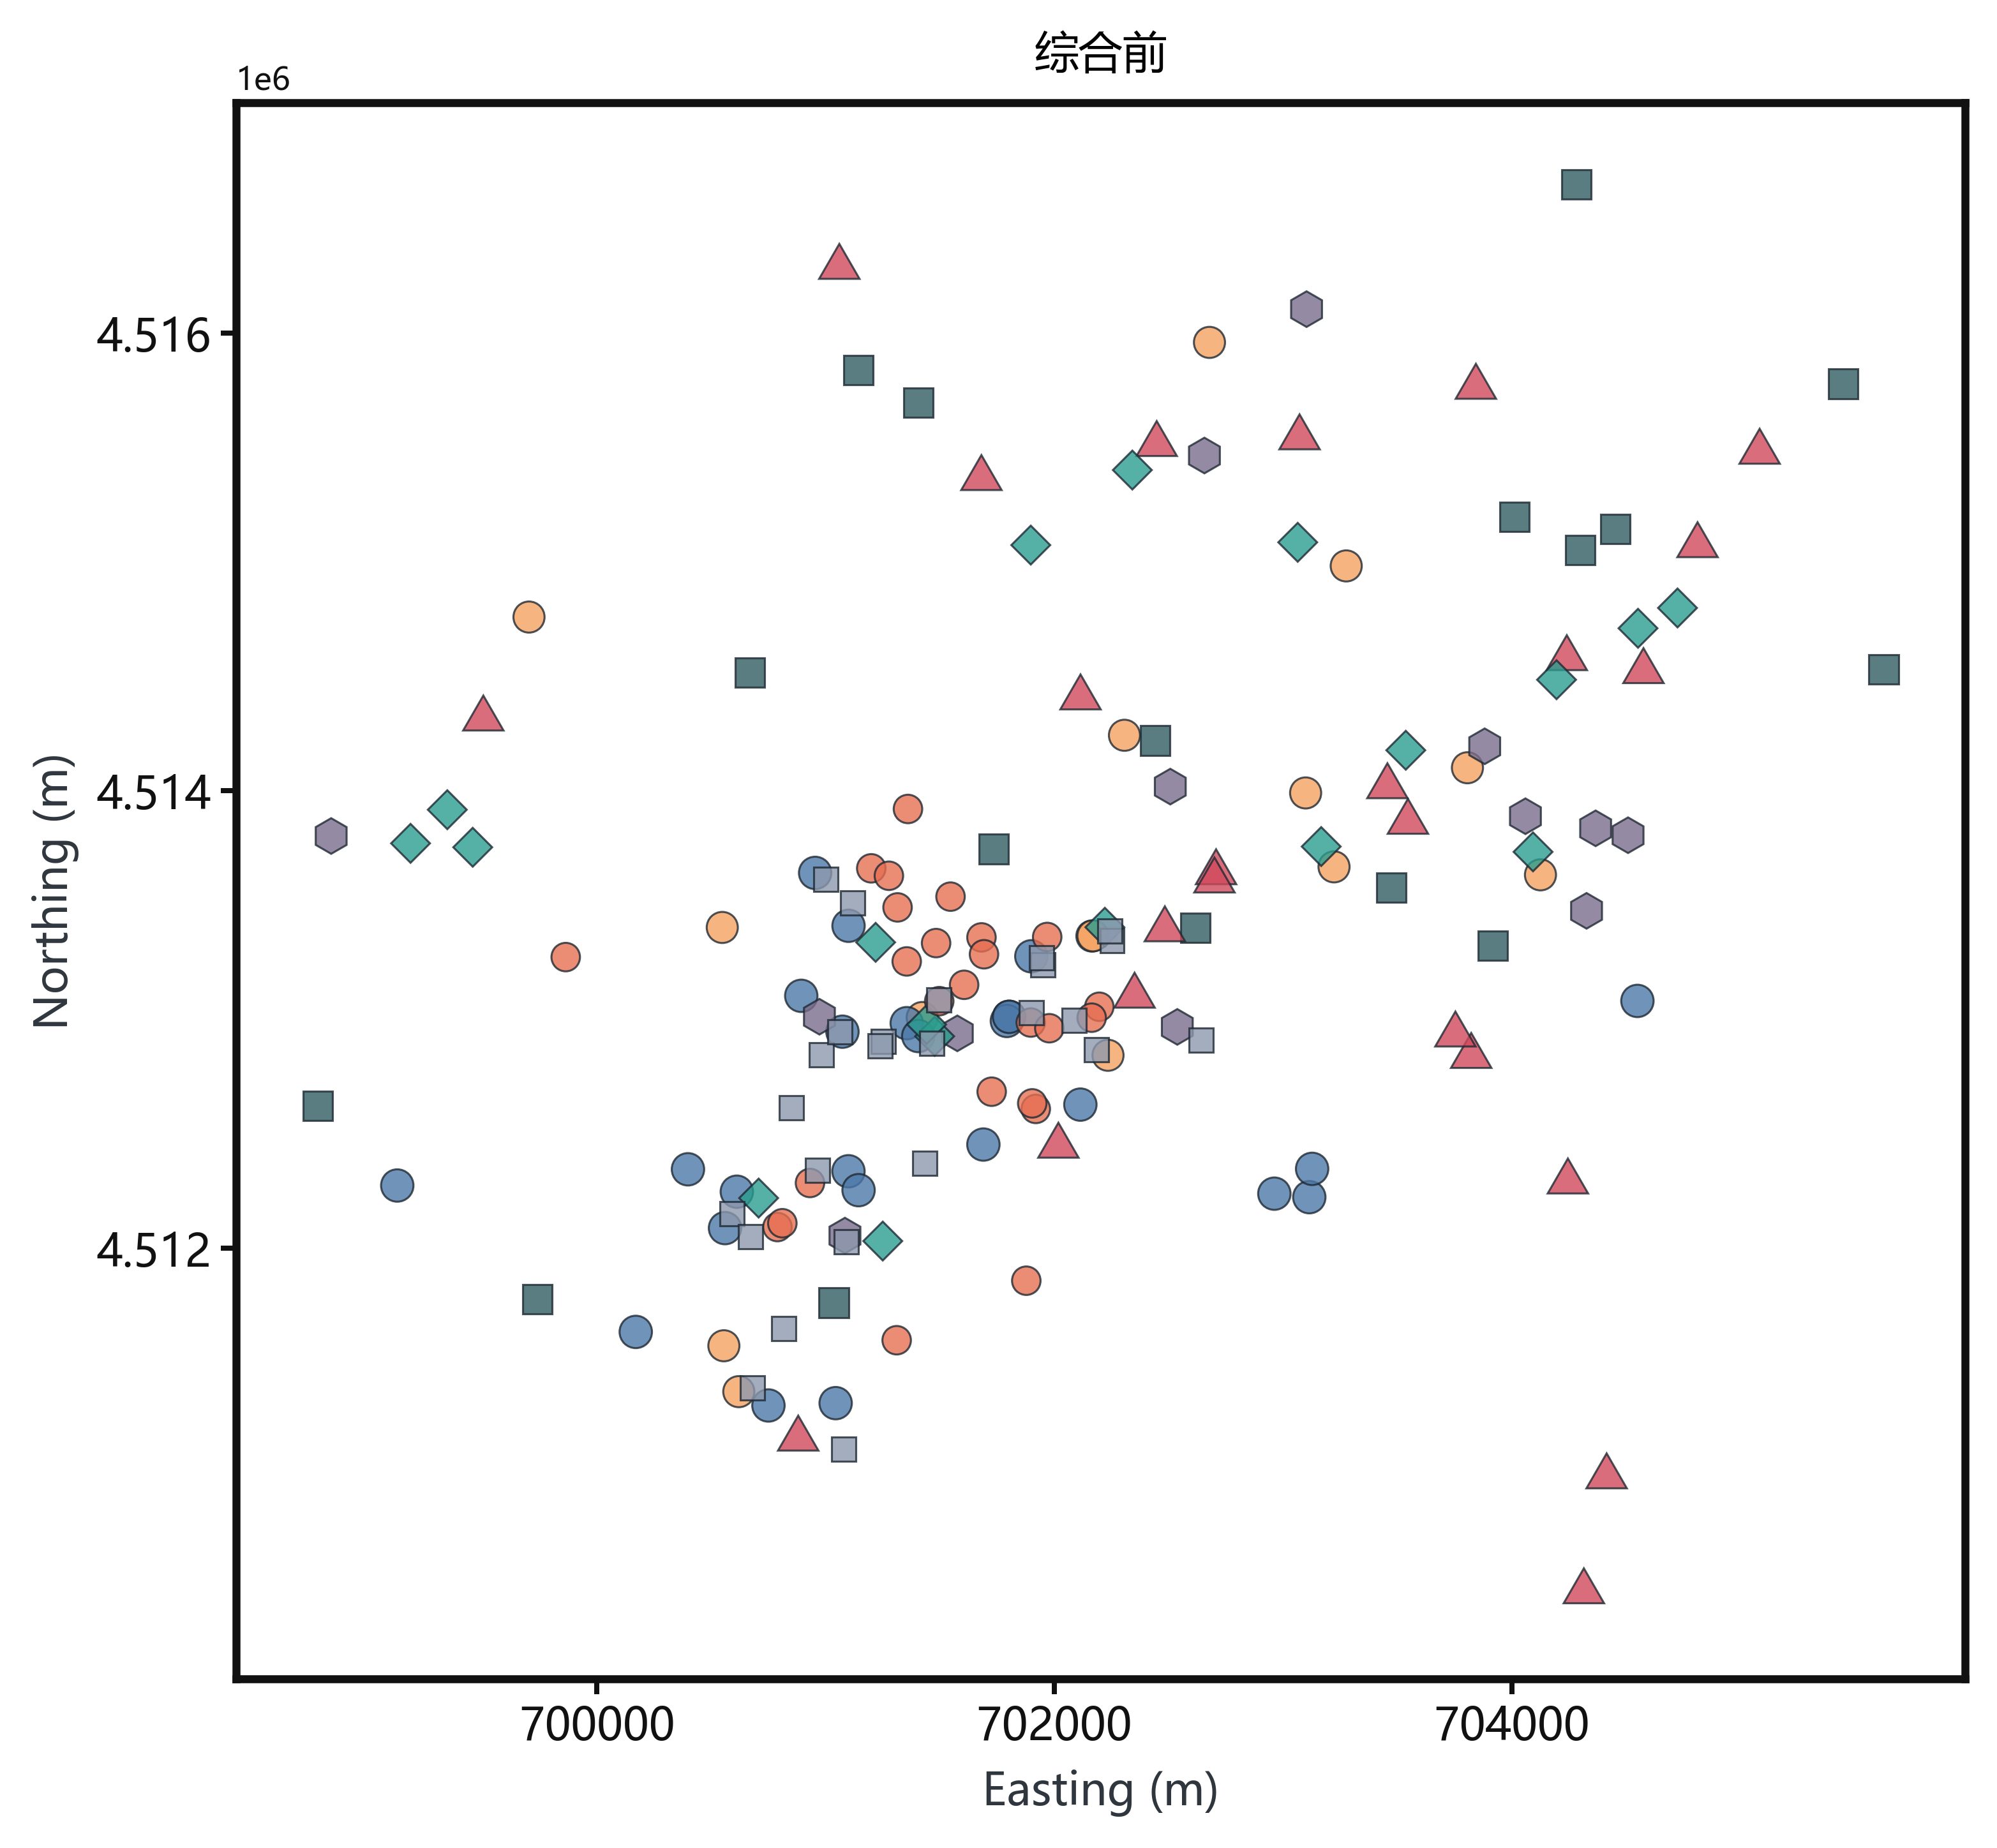 综合前
1e6
4.516
4.514
4.512
Northing (m)
700000 702000 704000
Easting (m)